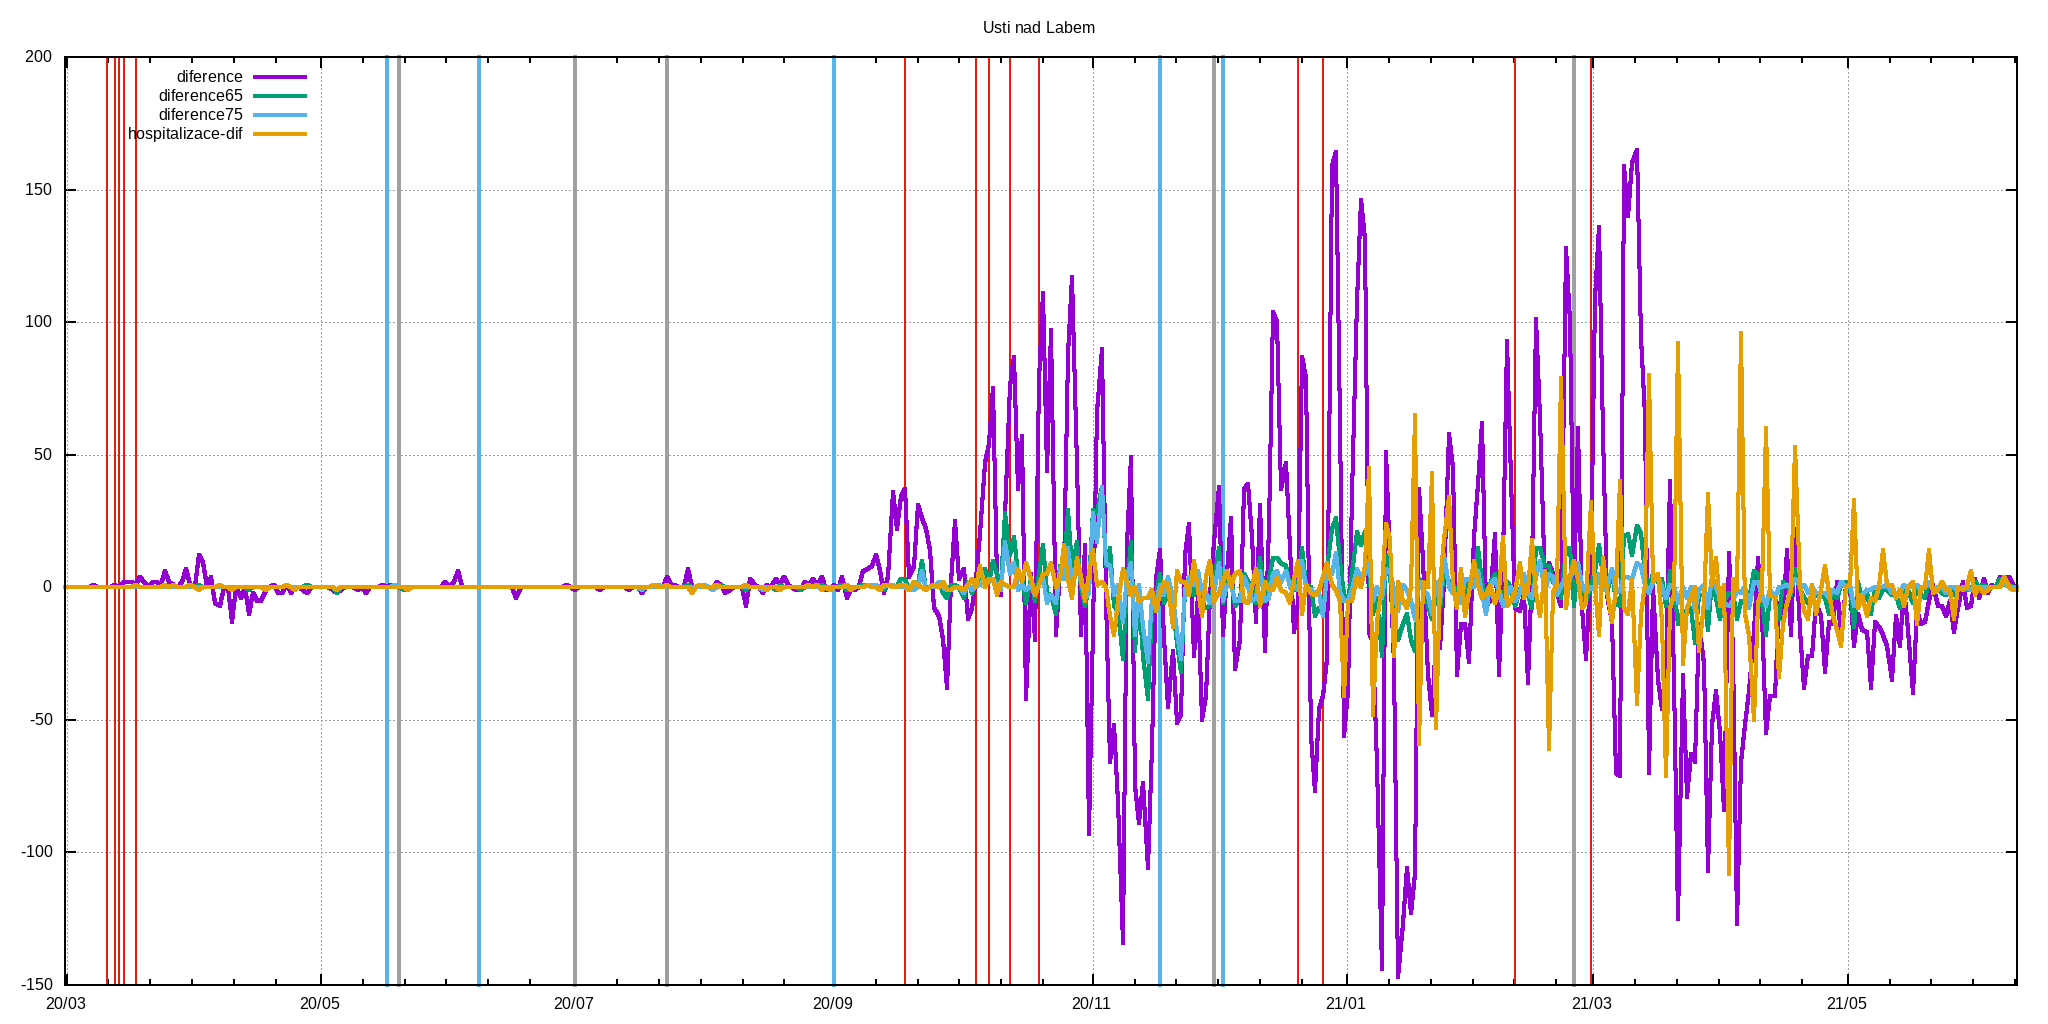 Usti nad Labem
200
diference
diference65
diference75
hospitalizace-dif
150
100
50
0
-50
-100
-150
20/03 20/05 20/07 20/09 20/11 21/01 21/03 21/05